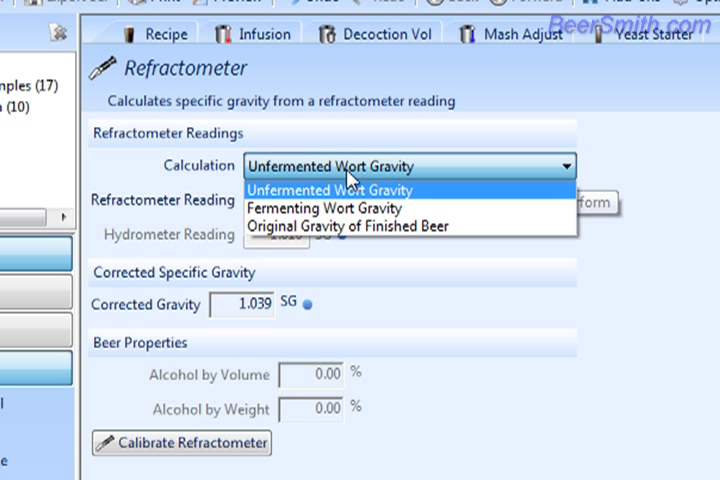 BeerSmith.com
Recipe Infusion Decoction Vol Mash Adjust Yeast Starter
Refractometer
Calculates specific gravity from a refractometer reading
Refractometer Readings
Calculation Unfermented Wort Gravity
Unfermented Wort Gravity
Refractometer Reading
Fermenting Wort Gravity
Original Gravity of Finished Beer
Hydrometer Reading
Corrected Specific Gravity
Corrected Gravity 1.039 SG
Beer Properties
Alcohol by Volume 0.00 %
Alcohol by Weight 0.00 %
Calibrate Refractometer
(17)
(10)